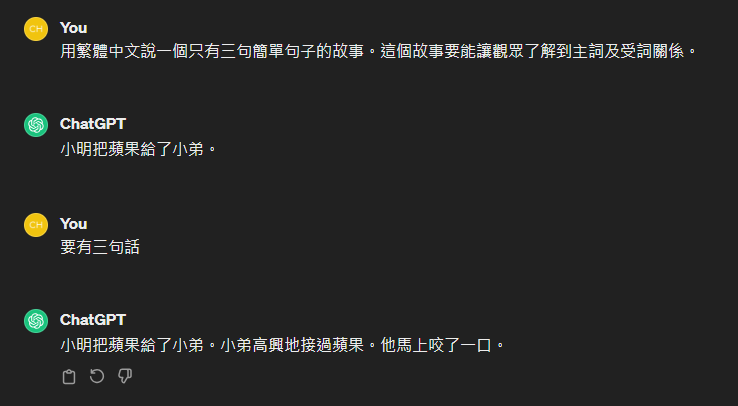 CH
You
用繁體中文說一個只有三句簡單句子的故事。這個故事要能讓觀眾了解到主詞及受詞關係。
ChatGPT
小明把蘋果給了小弟。
CH
You
要有三句話
ChatGPT
小明把蘋果給了小弟。小弟高興地接過蘋果。他馬上咬了一口。